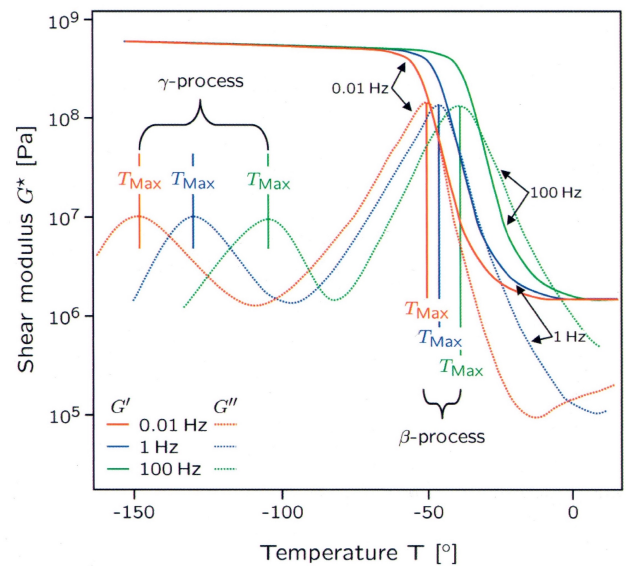 10⁹
10⁸
10⁷
10⁶
10⁵
Shear modulus G* [Pa]
γ-process
T_Max T_Max T_Max
0.01 Hz
100 Hz
1 Hz
T_Max
T_Max
T_Max
β-process
G′ G″
0.01 Hz
1 Hz
100 Hz
-150 -100 -50 0
Temperature T [°]